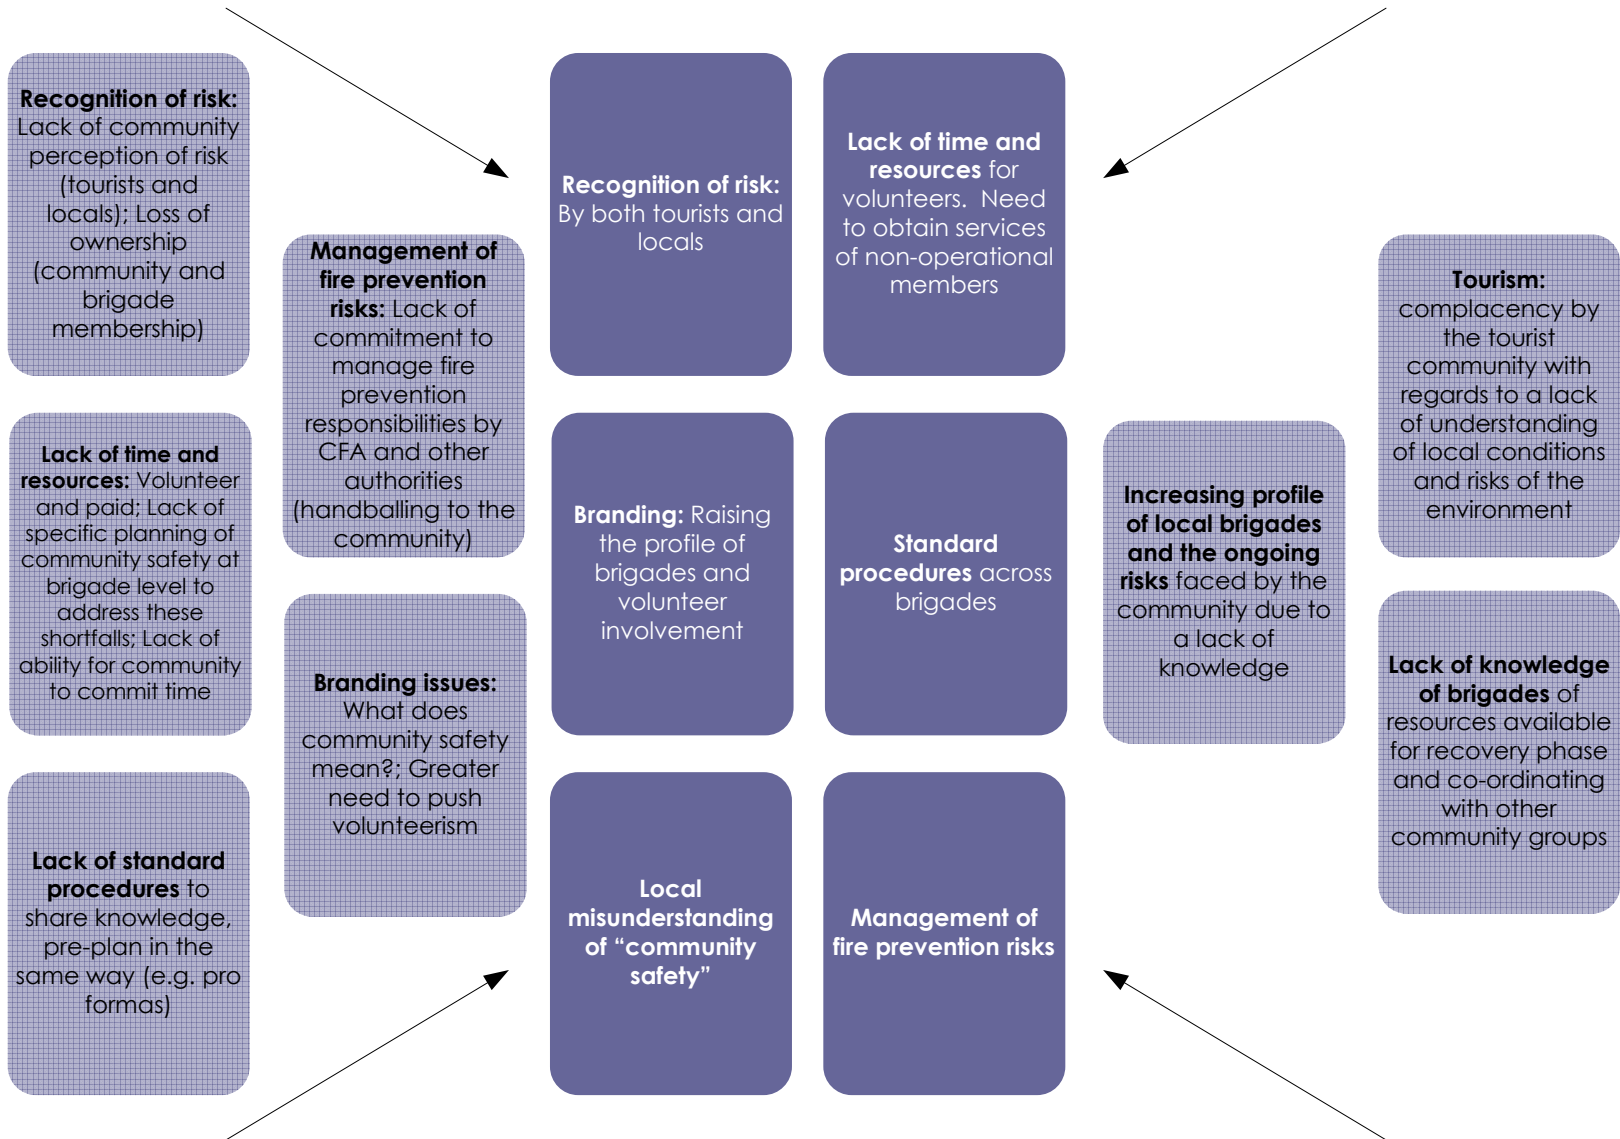 Recognition of risk:
Lack of community
perception of risk
(tourists and
locals); Loss of
ownership
(community and
brigade
membership)
Lack of time and
resources: Volunteer
and paid; Lack of
specific planning of
community safety at
brigade level to
address these
shortfalls; Lack of
ability for community
to commit time
Lack of standard
procedures to
share knowledge,
pre-plan in the
same way (e.g. pro
formas)
Management of
fire prevention
risks: Lack of
commitment to
manage fire
prevention
responsibilities by
CFA and other
authorities
(handballing to the
community)
Branding issues:
What does
community safety
mean?; Greater
need to push
volunteerism
Recognition of risk:
By both tourists and
locals
Lack of time and
resources for
volunteers.  Need
to obtain services
of non-operational
members
Branding: Raising
the profile of
brigades and
volunteer
involvement
Standard
procedures across
brigades
Local
misunderstanding
of “community
safety”
Management of
fire prevention risks
Increasing profile
of local brigades
and the ongoing
risks faced by the
community due to
a lack of
knowledge
Tourism:
complacency by
the tourist
community with
regards to a lack
of understanding
of local conditions
and risks of the
environment
Lack of knowledge
of brigades of
resources available
for recovery phase
and co-ordinating
with other
community groups